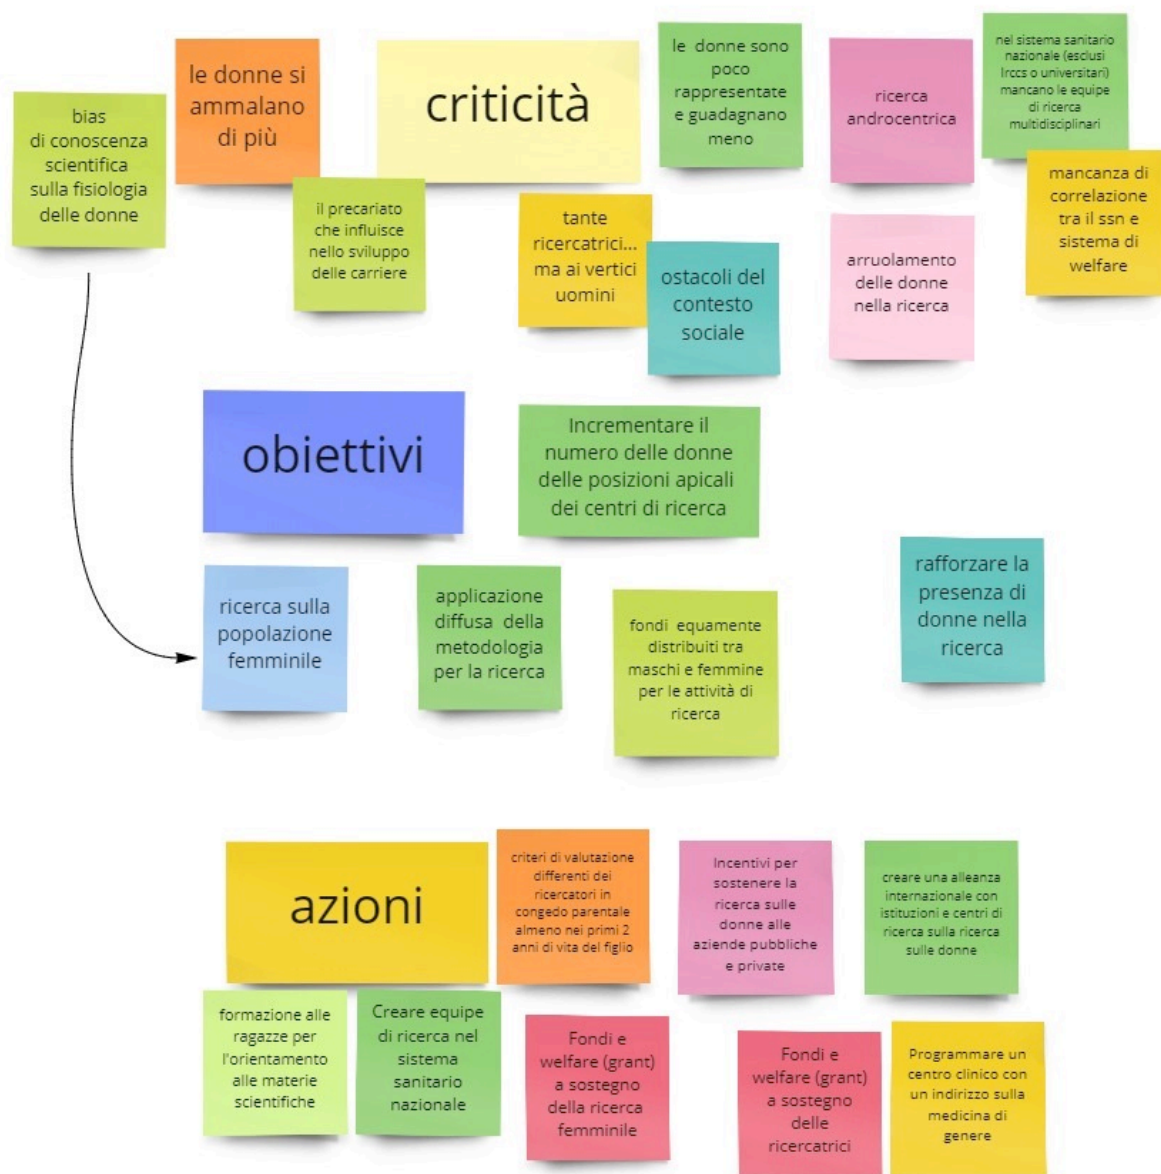 bias
di conoscenza
scientifica
sulla fisiologia
delle donne
le donne si
ammalano
di più
criticità
le donne sono
poco
rappresentate
e guadagnano
meno
ricerca
androcentrica
nel sistema sanitario
nazionale (esclusi
Irccs o universitari)
mancano le equipe
di ricerca
multidisciplinari
il precariato
che influisce
nello sviluppo
delle carriere
tante
ricercatrici...
ma ai vertici
uomini
ostacoli del
contesto
sociale
arruolamento
delle donne
nella ricerca
mancanza di
correlazione
tra il ssn e
sistema di
welfare
obiettivi
Incrementare il
numero delle donne
delle posizioni apicali
dei centri di ricerca
ricerca sulla
popolazione
femminile
applicazione
diffusa della
metodologia
per la ricerca
fondi equamente
distribuiti tra
maschi e femmine
per le attività di
ricerca
rafforzare la
presenza di
donne nella
ricerca
azioni
criteri di valutazione
differenti dei
ricercatori in
congedo parentale
almeno nei primi 2
anni di vita del figlio
Incentivi per
sostenere la
ricerca sulle
donne alle
aziende pubbliche
e private
creare una alleanza
internazionale con
istituzioni e centri di
ricerca sulla ricerca
sulle donne
formazione alle
ragazze per
l'orientamento
alle materie
scientifiche
Creare equipe
di ricerca nel
sistema
sanitario
nazionale
Fondi e
welfare (grant)
a sostegno
della ricerca
femminile
Fondi e
welfare (grant)
a sostegno
delle
ricercatrici
Programmare un
centro clinico con
un indirizzo sulla
medicina di
genere